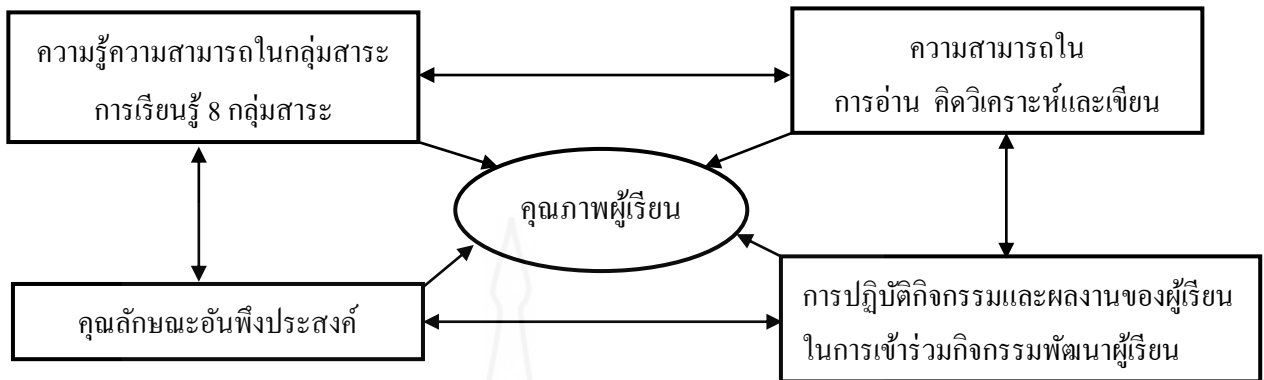 ความรู้ความสามารถในกลุ่มสาระ
การเรียนรู้ 8 กลุ่มสาระ
ความสามารถใน
การอ่าน คิดวิเคราะห์และเขียน
คุณภาพผู้เรียน
คุณลักษณะอันพึงประสงค์
การปฏิบัติกิจกรรมและผลงานของผู้เรียน
ในการเข้าร่วมกิจกรรมพัฒนาผู้เรียน